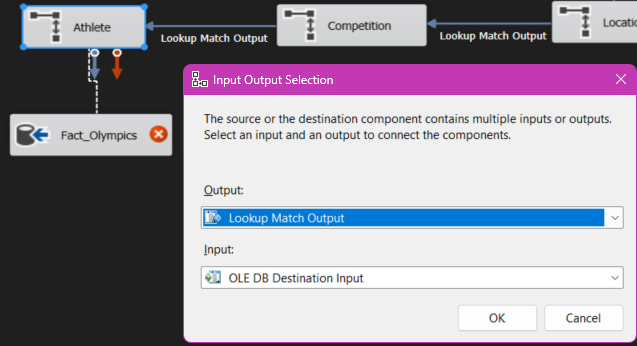 Athlete
Lookup Match Output
Competition
Lookup Match Output
Fact_Olympics
Input Output Selection
The source or the destination component contains multiple inputs or outputs.
Select an input and an output to connect the components.
Output:
Lookup Match Output
Input:
OLE DB Destination Input
OK
Cancel